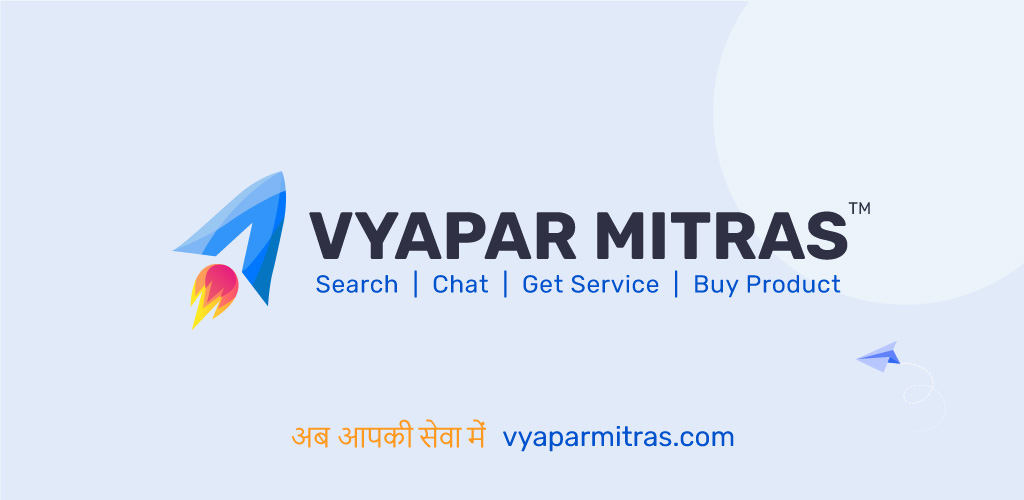 VYAPAR MITRAS™
Search | Chat | Get Service | Buy Product
अब आपकी सेवा में vyaparmitras.com